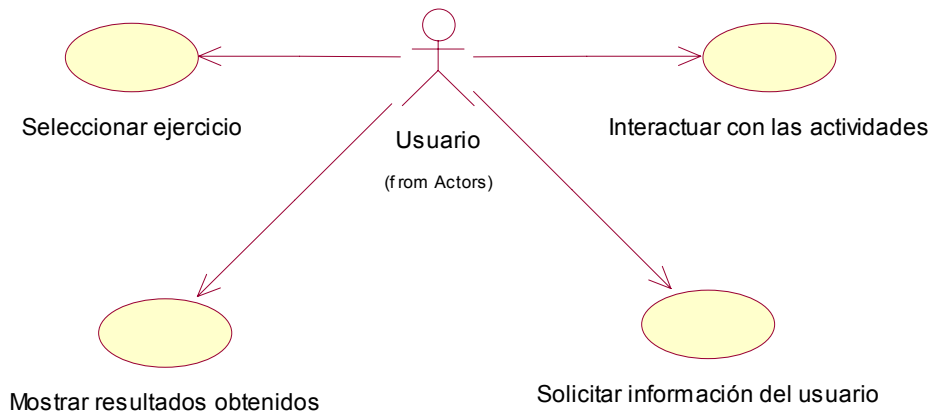 Seleccionar ejercicio
Interactuar con las actividades
Usuario
(from Actors)
Mostrar resultados obtenidos
Solicitar información del usuario